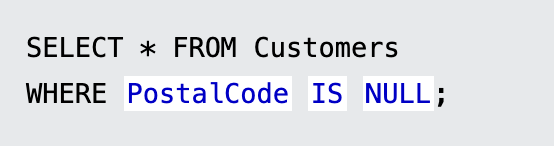 SELECT * FROM Customers
WHERE PostalCode IS NULL;